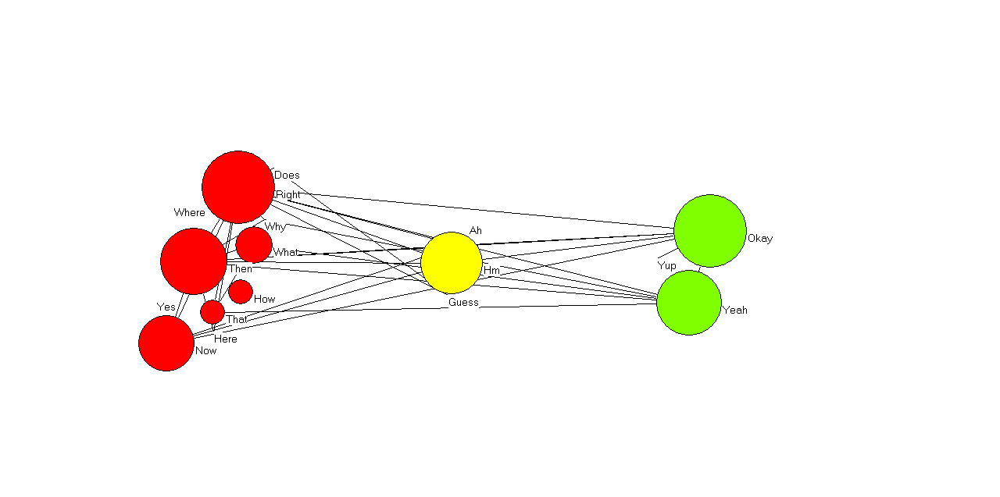 Does
Right
Where
Why
What
Then
How
Yes
That
Here
Now
Ah
Hm
Guess
Okay
Yup
Yeah